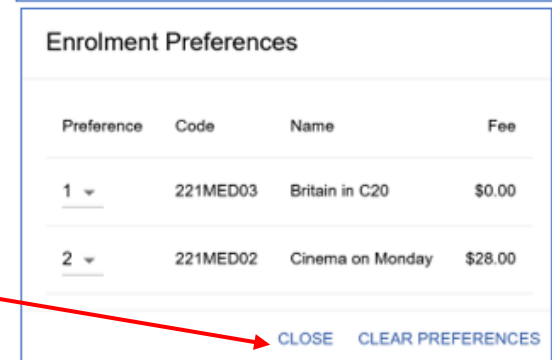 Enrolment Preferences
Preference Code Name Fee
1 221MED03 Britain in C20 $0.00
2 221MED02 Cinema on Monday $28.00
CLOSE CLEAR PREFERENCES